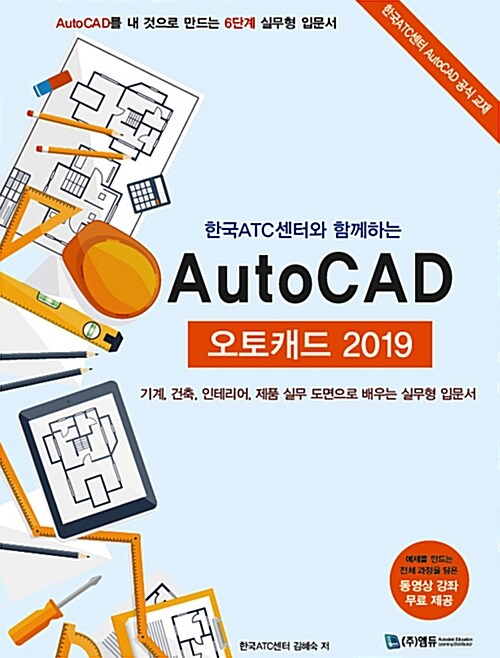 AutoCAD를 내 것으로 만드는 6단계 실무형 입문서
한국ATC센터 AutoCAD 공식 교재
한국ATC센터와 함께하는
AutoCAD
오토캐드 2019
기계, 건축, 인테리어, 제품 실무 도면으로 배우는 실무형 입문서
예제를 만드는
전체 과정을 담은
동영상 강좌
무료 제공
한국ATC센터 김혜숙 저
(주)엠듀
Autodesk Education
Learning Distributor